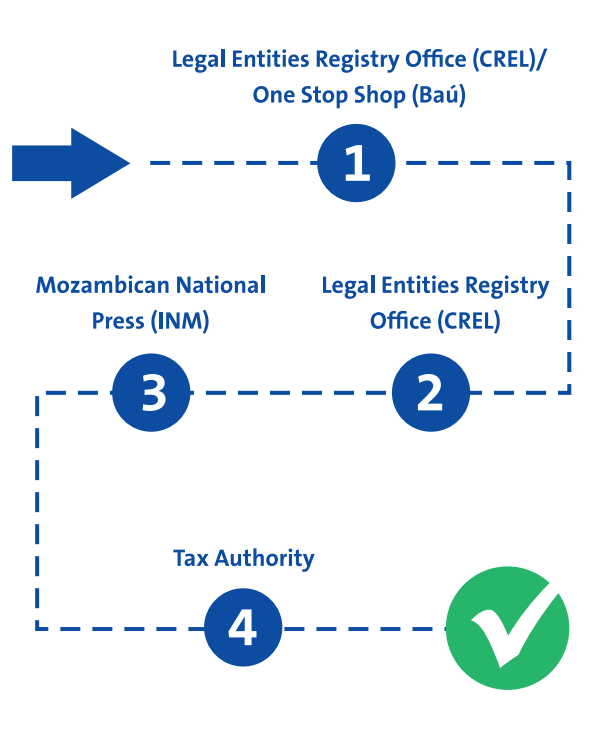 Legal Entities Registry Office (CREL)/
One Stop Shop (Baú)
1
Legal Entities Registry
Office (CREL)
2
Mozambican National
Press (INM)
3
Tax Authority
4